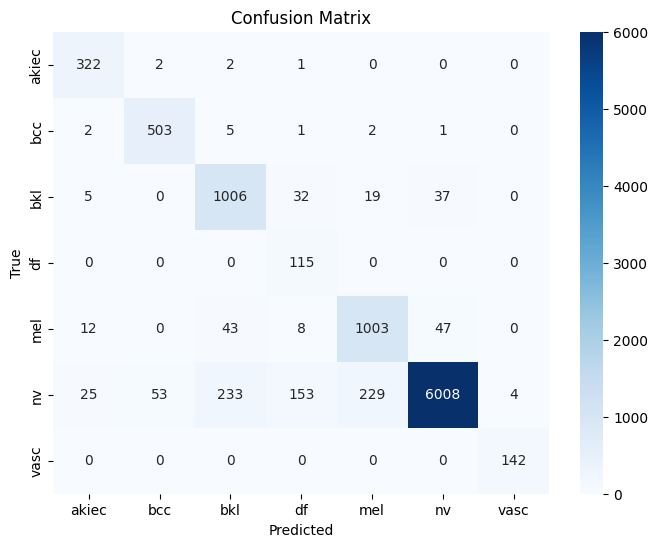 Confusion Matrix
akiec 322 2 2 1 0 0 0
bcc 2 503 5 1 2 1 0
bkl 5 0 1006 32 19 37 0
df 0 0 0 115 0 0 0
mel 12 0 43 8 1003 47 0
nv 25 53 233 153 229 6008 4
vasc 0 0 0 0 0 0 142
akiec bcc bkl df mel nv vasc
Predicted
True
6000
5000
4000
3000
2000
1000
0